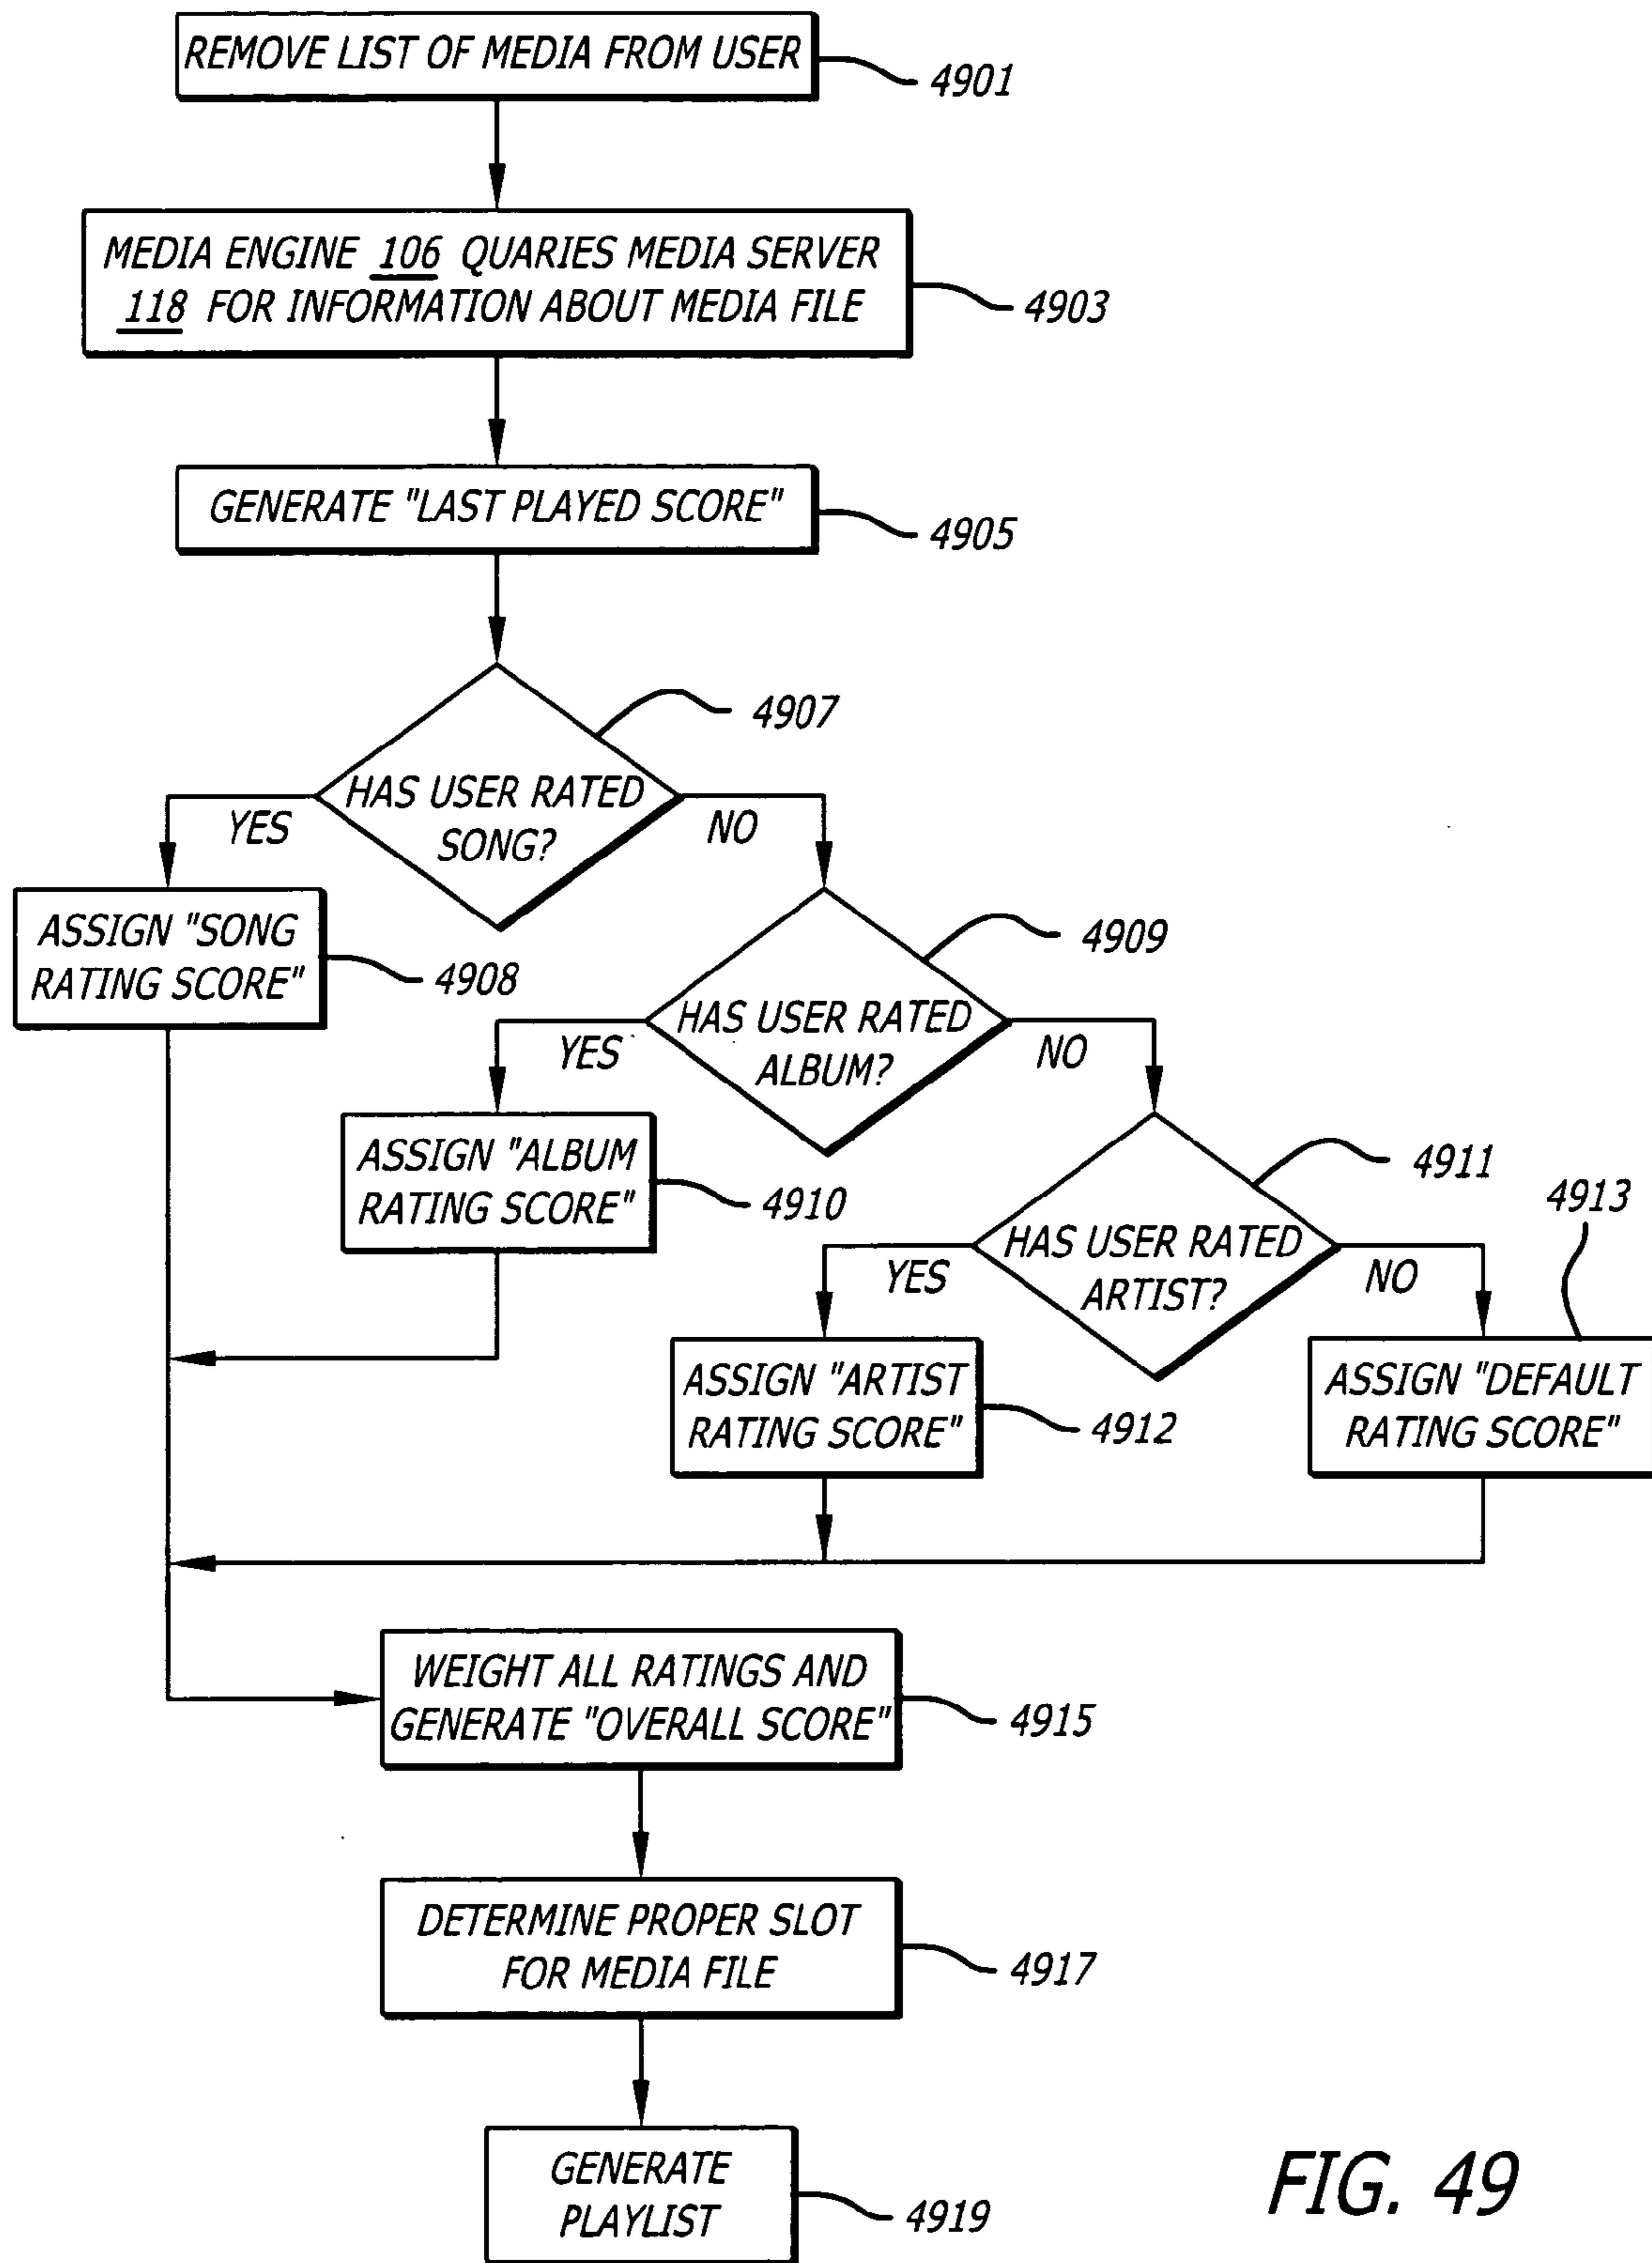 REMOVE LIST OF MEDIA FROM USER
4901
MEDIA ENGINE 106 QUARIES MEDIA SERVER
118 FOR INFORMATION ABOUT MEDIA FILE
4903
GENERATE "LAST PLAYED SCORE"
4905
4907
HAS USER RATED
SONG?
YES
NO
ASSIGN "SONG
RATING SCORE"
4908
4909
HAS USER RATED
ALBUM?
YES
NO
ASSIGN "ALBUM
RATING SCORE"
4910
4911
HAS USER RATED
ARTIST?
YES
NO
4913
ASSIGN "ARTIST
RATING SCORE"
4912
ASSIGN "DEFAULT
RATING SCORE"
WEIGHT ALL RATINGS AND
GENERATE "OVERALL SCORE"
4915
DETERMINE PROPER SLOT
FOR MEDIA FILE
4917
GENERATE
PLAYLIST
4919
FIG. 49